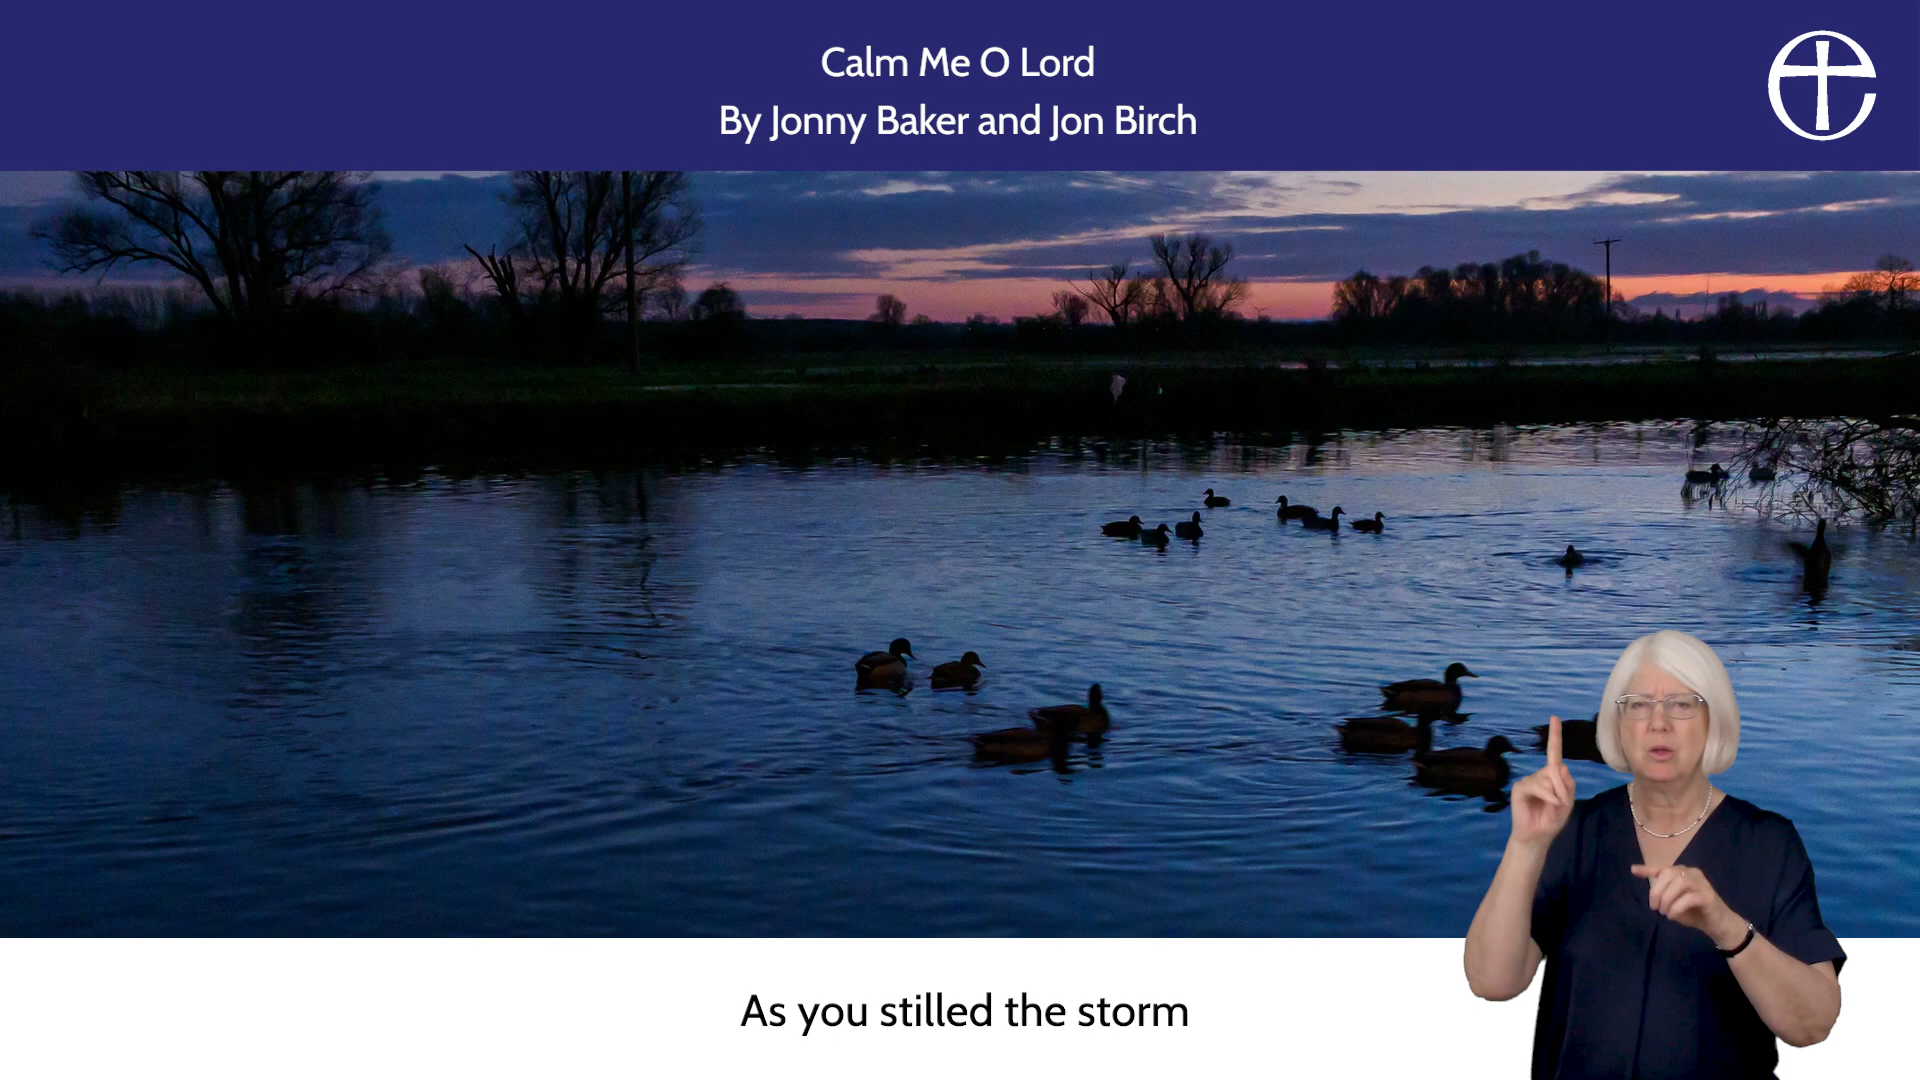 Calm Me O Lord
By Jonny Baker and Jon Birch
As you stilled the storm